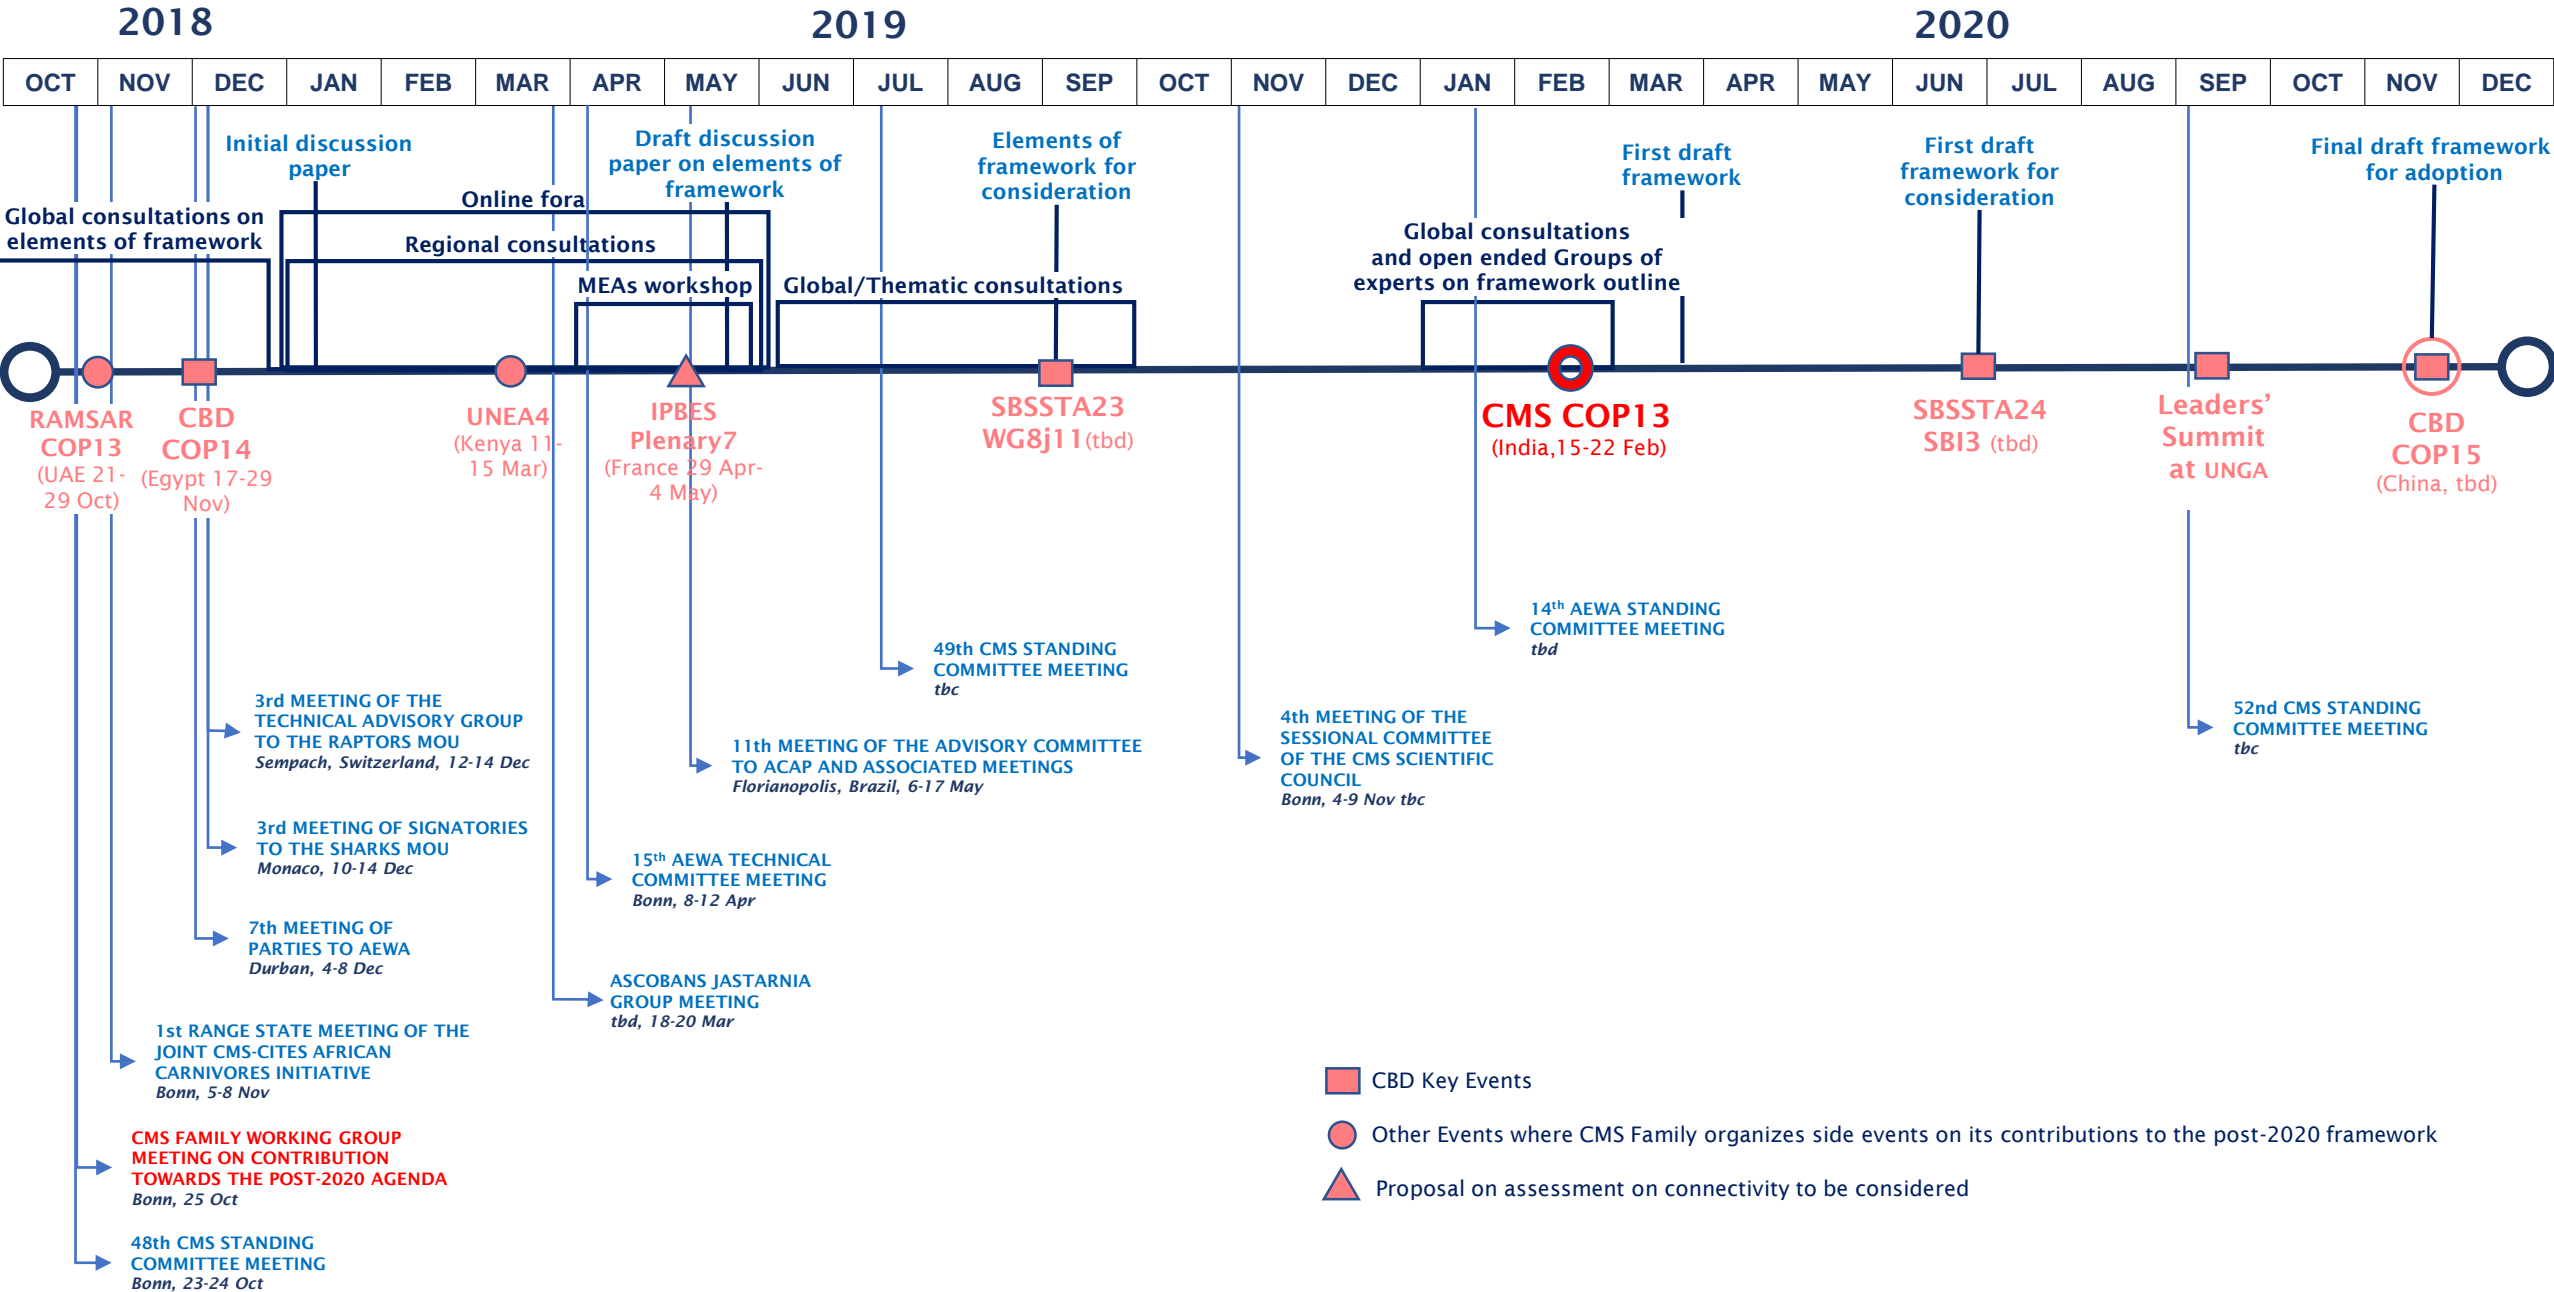 2018
2019
2020
OCT NOV DEC JAN FEB MAR APR MAY JUN JUL AUG SEP OCT NOV DEC JAN FEB MAR APR MAY JUN JUL AUG SEP OCT NOV DEC
Initial discussion
paper
Draft discussion
paper on elements of
framework
Elements of
framework for
consideration
First draft
framework
First draft
framework for
consideration
Final draft framework
for adoption
Global consultations on
elements of framework
Online fora
Regional consultations
MEAs workshop
Global/Thematic consultations
Global consultations
and open ended Groups of
experts on framework outline
RAMSAR
COP13
(UAE 21-
29 Oct)
CBD
COP14
(Egypt 17-29
Nov)
UNEA4
(Kenya 11-
15 Mar)
IPBES
Plenary7
(France 29 Apr-
4 May)
SBSSTA23
WG8j11(tbd)
CMS COP13
(India,15-22 Feb)
SBSSTA24
SBI3 (tbd)
Leaders’
Summit
at UNGA
CBD
COP15
(China, tbd)
14th AEWA STANDING
COMMITTEE MEETING
tbd
49th CMS STANDING
COMMITTEE MEETING
tbc
3rd MEETING OF THE
TECHNICAL ADVISORY GROUP
TO THE RAPTORS MOU
Sempach, Switzerland, 12-14 Dec
11th MEETING OF THE ADVISORY COMMITTEE
TO ACAP AND ASSOCIATED MEETINGS
Florianopolis, Brazil, 6-17 May
4th MEETING OF THE
SESSIONAL COMMITTEE
OF THE CMS SCIENTIFIC
COUNCIL
Bonn, 4-9 Nov tbc
52nd CMS STANDING
COMMITTEE MEETING
tbc
3rd MEETING OF SIGNATORIES
TO THE SHARKS MOU
Monaco, 10-14 Dec
15th AEWA TECHNICAL
COMMITTEE MEETING
Bonn, 8-12 Apr
7th MEETING OF
PARTIES TO AEWA
Durban, 4-8 Dec
ASCOBANS JASTARNIA
GROUP MEETING
tbd, 18-20 Mar
1st RANGE STATE MEETING OF THE
JOINT CMS-CITES AFRICAN
CARNIVORES INITIATIVE
Bonn, 5-8 Nov
CMS FAMILY WORKING GROUP
MEETING ON CONTRIBUTION
TOWARDS THE POST-2020 AGENDA
Bonn, 25 Oct
48th CMS STANDING
COMMITTEE MEETING
Bonn, 23-24 Oct
CBD Key Events
Other Events where CMS Family organizes side events on its contributions to the post-2020 framework
Proposal on assessment on connectivity to be considered